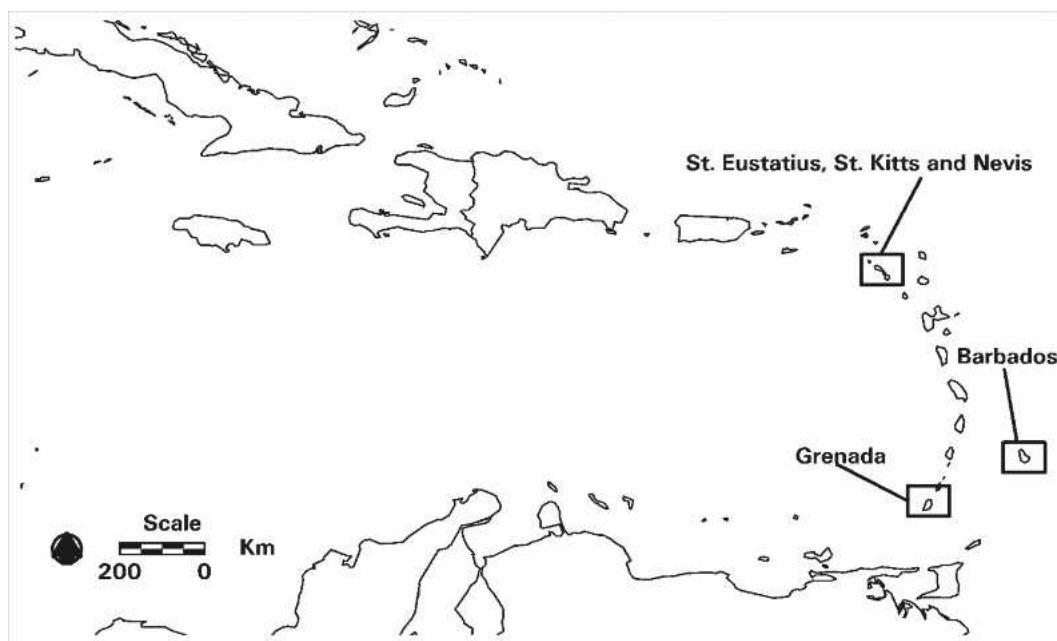 St. Eustatius, St. Kitts and Nevis
Barbados
Grenada
Scale
Km
200 0